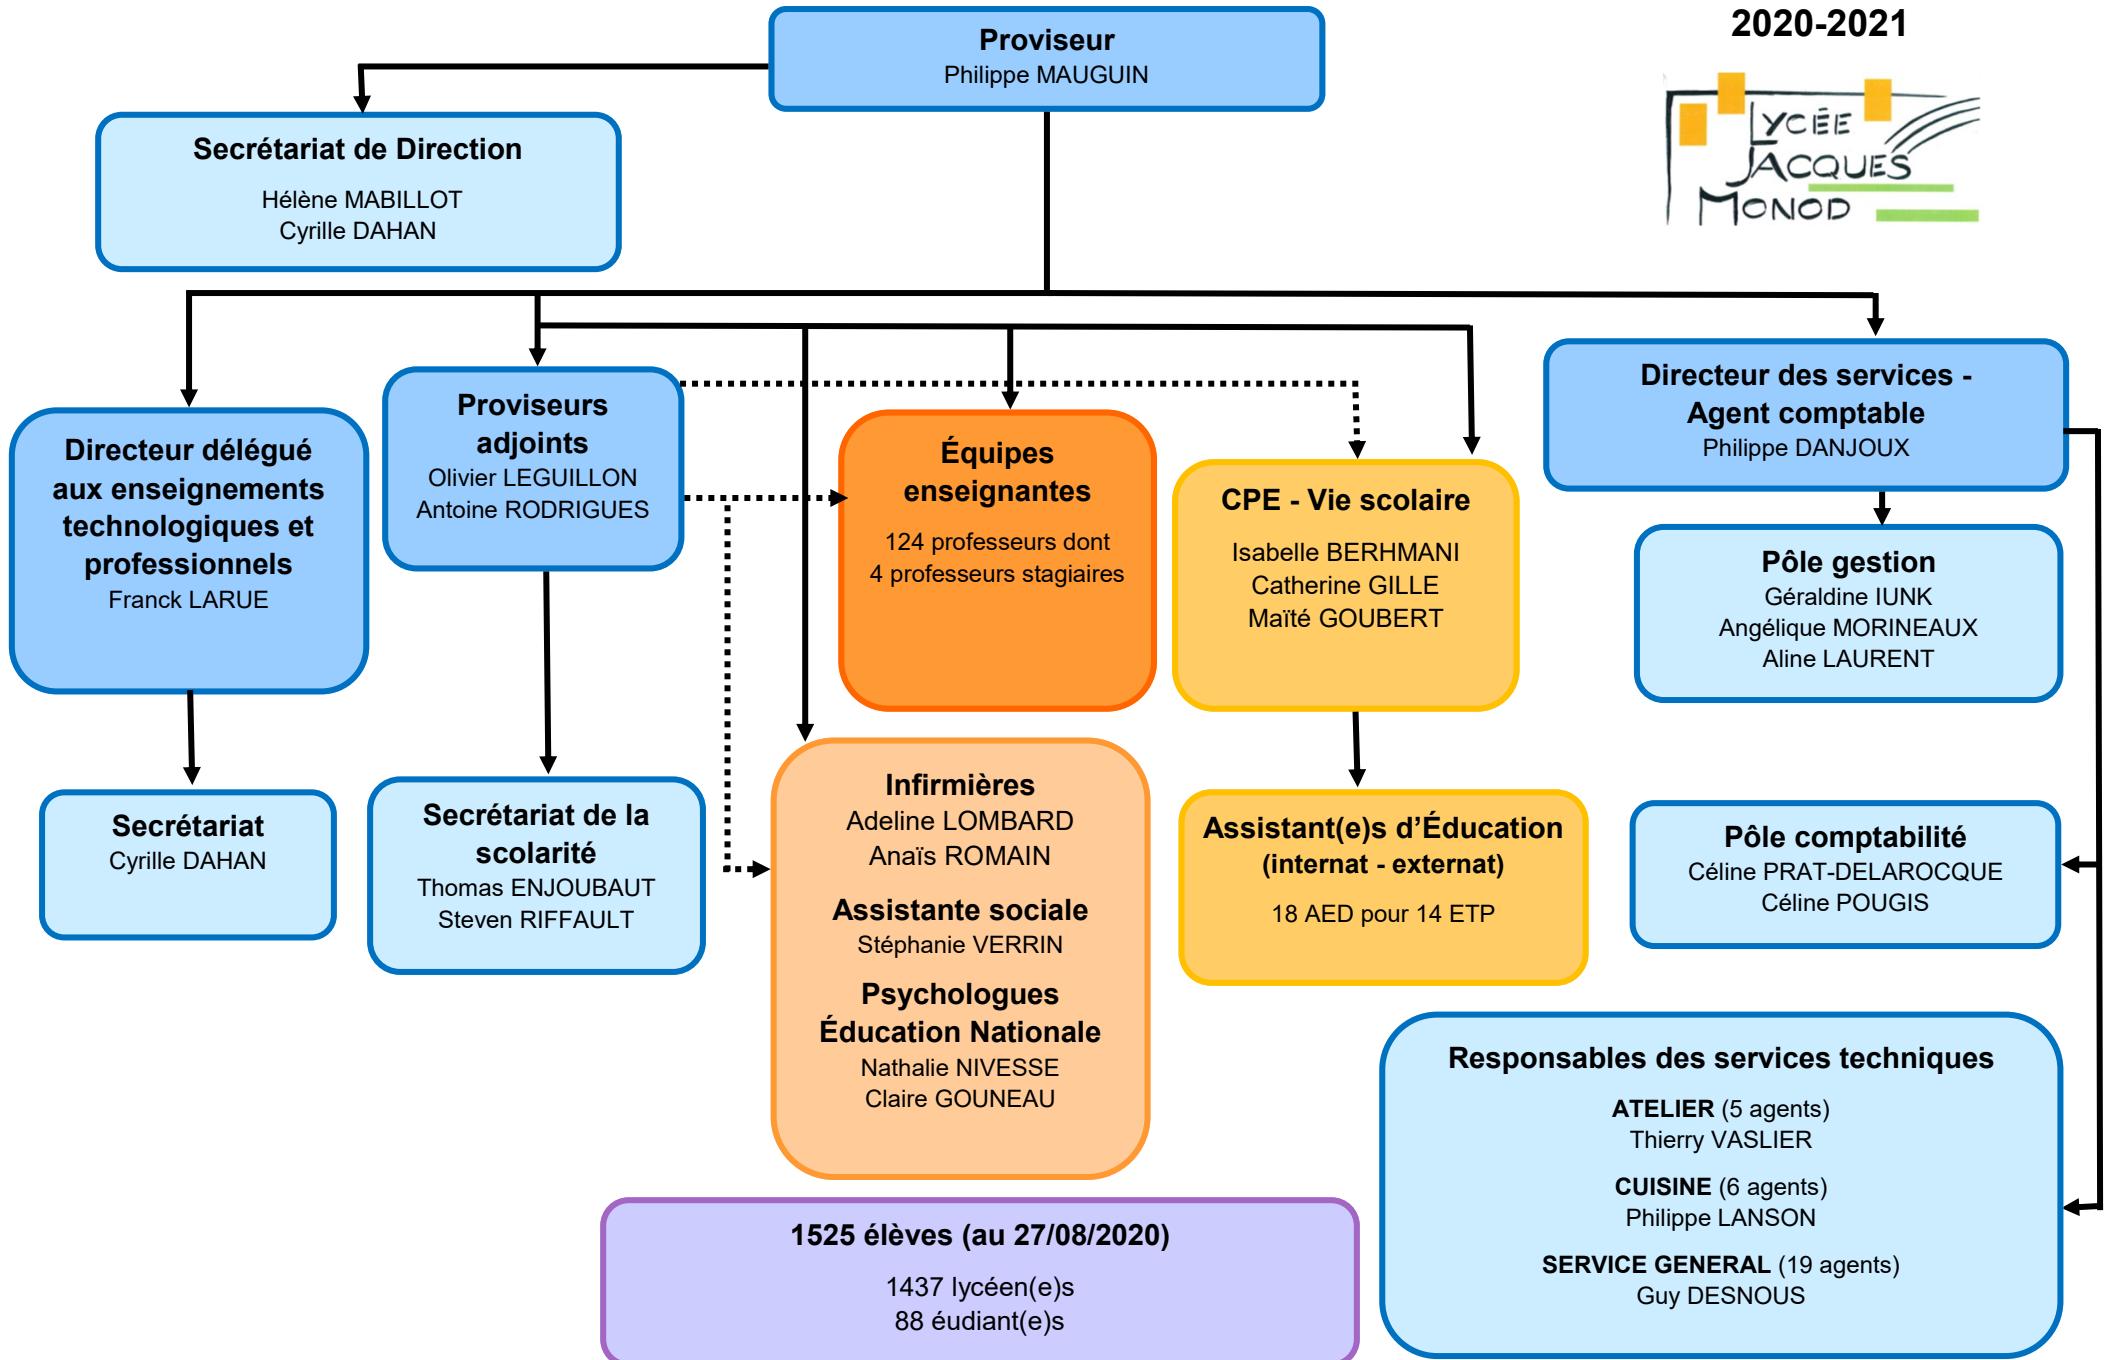 2020-2021
LYCÉE
JACQUES
MONOD
Proviseur
Philippe MAUGUIN
Secrétariat de Direction
Hélène MABILLOT
Cyrille DAHAN
Directeur délégué
aux enseignements
technologiques et
professionnels
Franck LARUE
Proviseurs
adjoints
Olivier LEGUILLON
Antoine RODRIGUES
Équipes
enseignantes
124 professeurs dont
4 professeurs stagiaires
CPE - Vie scolaire
Isabelle BERHMANI
Catherine GILLE
Maïté GOUBERT
Directeur des services -
Agent comptable
Philippe DANJOUX
Pôle gestion
Géraldine IUNK
Angélique MORINEAUX
Aline LAURENT
Secrétariat
Cyrille DAHAN
Secrétariat de la
scolarité
Thomas ENJOUBAUT
Steven RIFFAULT
Infirmières
Adeline LOMBARD
Anaïs ROMAIN
Assistante sociale
Stéphanie VERRIN
Psychologues
Éducation Nationale
Nathalie NIVESSE
Claire GOUNEAU
Assistant(e)s d’Éducation
(internat - externat)
18 AED pour 14 ETP
Pôle comptabilité
Céline PRAT-DELAROCQUE
Céline POUGIS
Responsables des services techniques
ATELIER (5 agents)
Thierry VASLIER
CUISINE (6 agents)
Philippe LANSON
SERVICE GENERAL (19 agents)
Guy DESNOUS
1525 élèves (au 27/08/2020)
1437 lycéen(e)s
88 éudiant(e)s